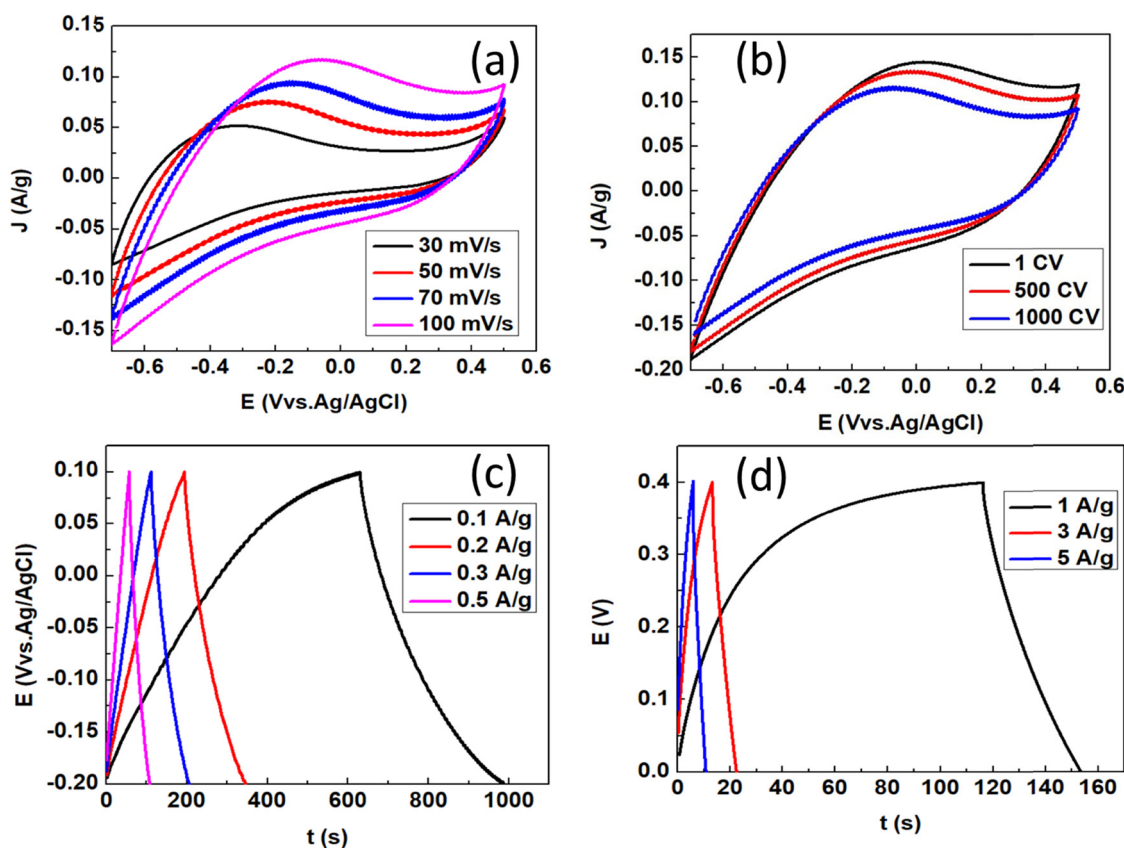 (a)
J (A/g)
0.15
0.10
0.05
0.00
-0.05
-0.10
-0.15
30 mV/s
50 mV/s
70 mV/s
100 mV/s
-0.6 -0.4 -0.2 0.0 0.2 0.4 0.6
E (Vvs.Ag/AgCl)
(b)
J (A/g)
0.15
0.10
0.05
0.00
-0.05
-0.10
-0.15
-0.20
1 CV
500 CV
1000 CV
-0.6 -0.4 -0.2 0.0 0.2 0.4 0.6
E (Vvs.Ag/AgCl)
(c)
E (Vvs.Ag/AgCl)
0.10
0.05
0.00
-0.05
-0.10
-0.15
-0.20
0.1 A/g
0.2 A/g
0.3 A/g
0.5 A/g
0 200 400 600 800 1000
t (s)
(d)
E (V)
0.4
0.3
0.2
0.1
0.0
1 A/g
3 A/g
5 A/g
0 20 40 60 80 100 120 140 160
t (s)